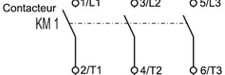 1/L1 3/L2 5/L3
Contacteur
KM 1
2/T1 4/T2 6/T3